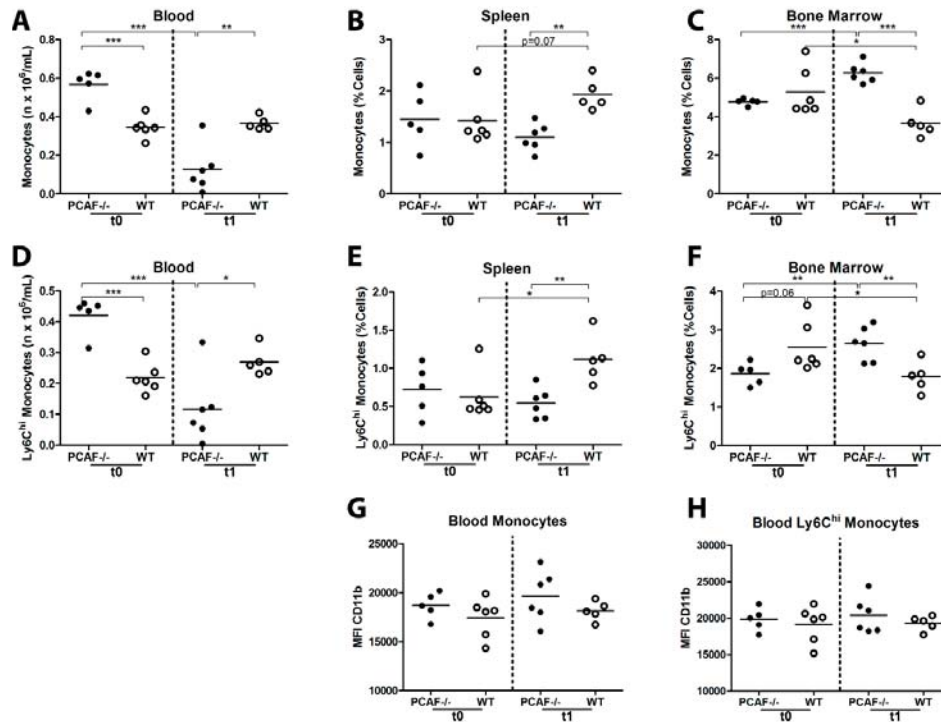 A
Blood
***
**
***
Monocytes (n x 10⁶/mL)
0.6
0.4
0.2
0.0
PCAF-/- WT PCAF-/- WT
t0 t1
B
Spleen
**
p=0.07
Monocytes (% Cells)
3
2
1
0
PCAF-/- WT PCAF-/- WT
t0 t1
C
Bone Marrow
*** ***
*
Monocytes (% Cells)
8
6
4
2
0
PCAF-/- WT PCAF-/- WT
t0 t1
D
Blood
*** *
***
Ly6Cʰⁱ Monocytes (n x 10⁶/mL)
0.5
0.4
0.3
0.2
0.1
0.0
PCAF-/- WT PCAF-/- WT
t0 t1
E
Spleen
**
*
Ly6Cʰⁱ Monocytes (% Cells)
2.0
1.5
1.0
0.5
0.0
PCAF-/- WT PCAF-/- WT
t0 t1
F
Bone Marrow
** **
p=0.06 *
Ly6Cʰⁱ Monocytes (% Cells)
4
3
2
1
0
PCAF-/- WT PCAF-/- WT
t0 t1
G
Blood Monocytes
MFI CD11b
25000
20000
15000
10000
PCAF-/- WT PCAF-/- WT
t0 t1
H
Blood Ly6Cʰⁱ Monocytes
MFI CD11b
30000
25000
20000
15000
10000
PCAF-/- WT PCAF-/- WT
t0 t1